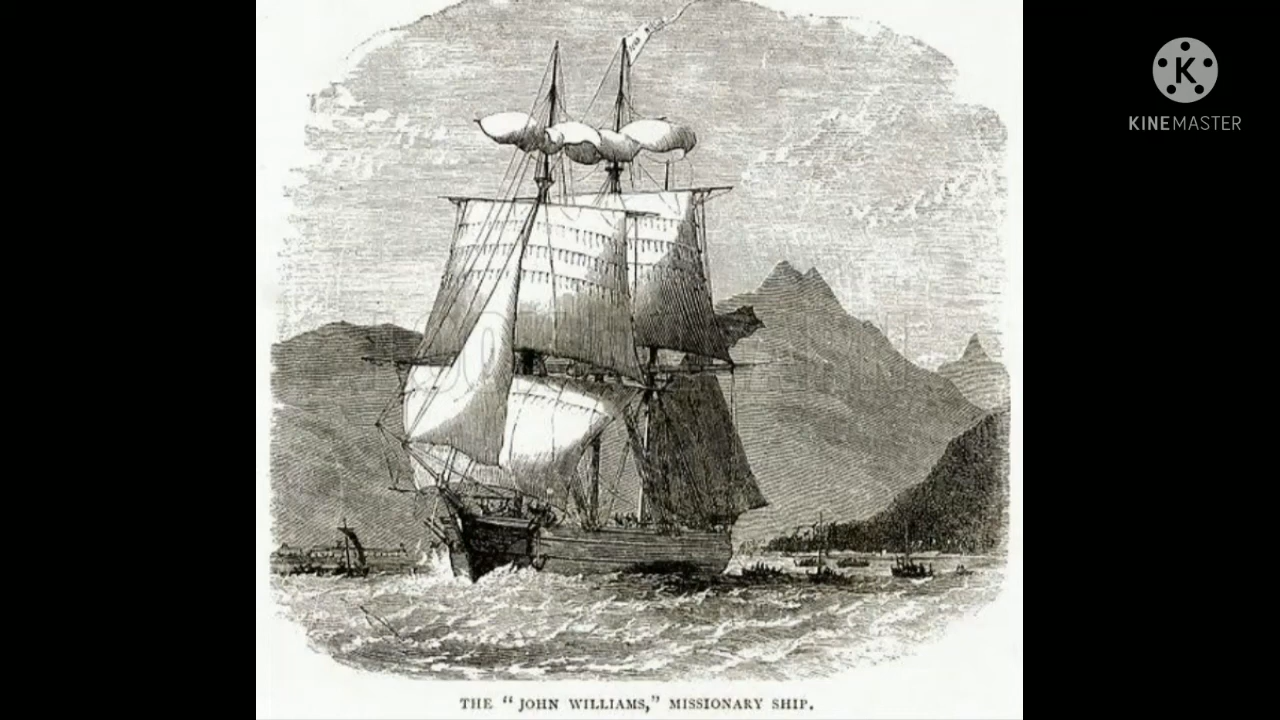 K
KINEMASTER
THE “JOHN WILLIAMS,” MISSIONARY SHIP.